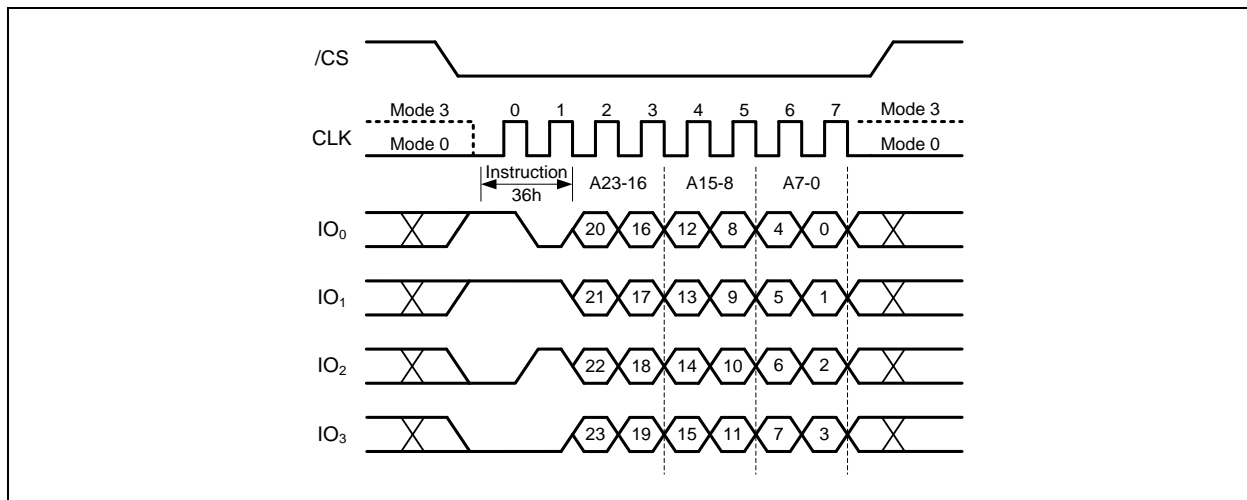 /CS
Mode 3 0 1 2 3 4 5 6 7 Mode 3
CLK
Mode 0 Mode 0
Instruction
36h
A23-16 A15-8 A7-0
IO₀ 20 16 12 8 4 0
IO₁ 21 17 13 9 5 1
IO₂ 22 18 14 10 6 2
IO₃ 23 19 15 11 7 3